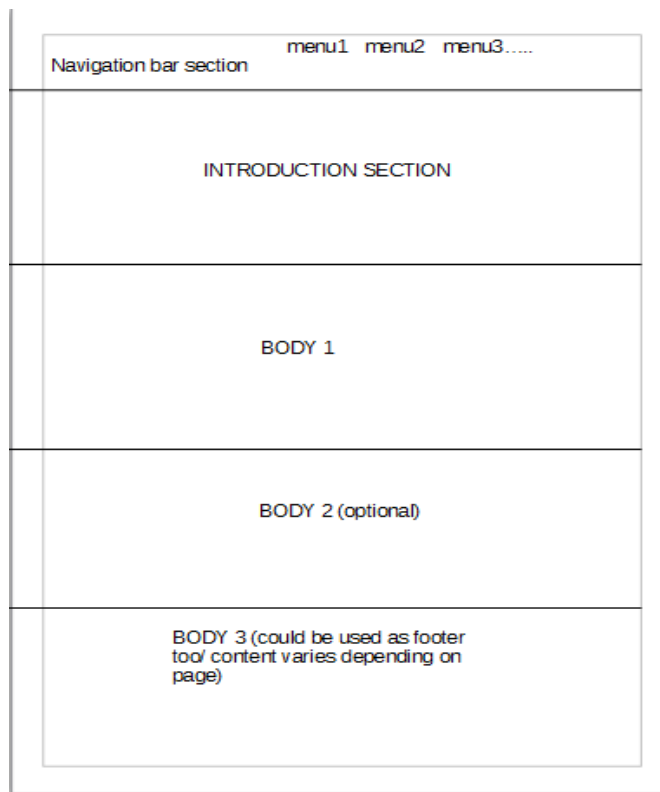 menu1 menu2 menu3.....
Navigation bar section
INTRODUCTION SECTION
BODY 1
BODY 2 (optional)
BODY 3 (could be used as footer
too/ content varies depending on
page)